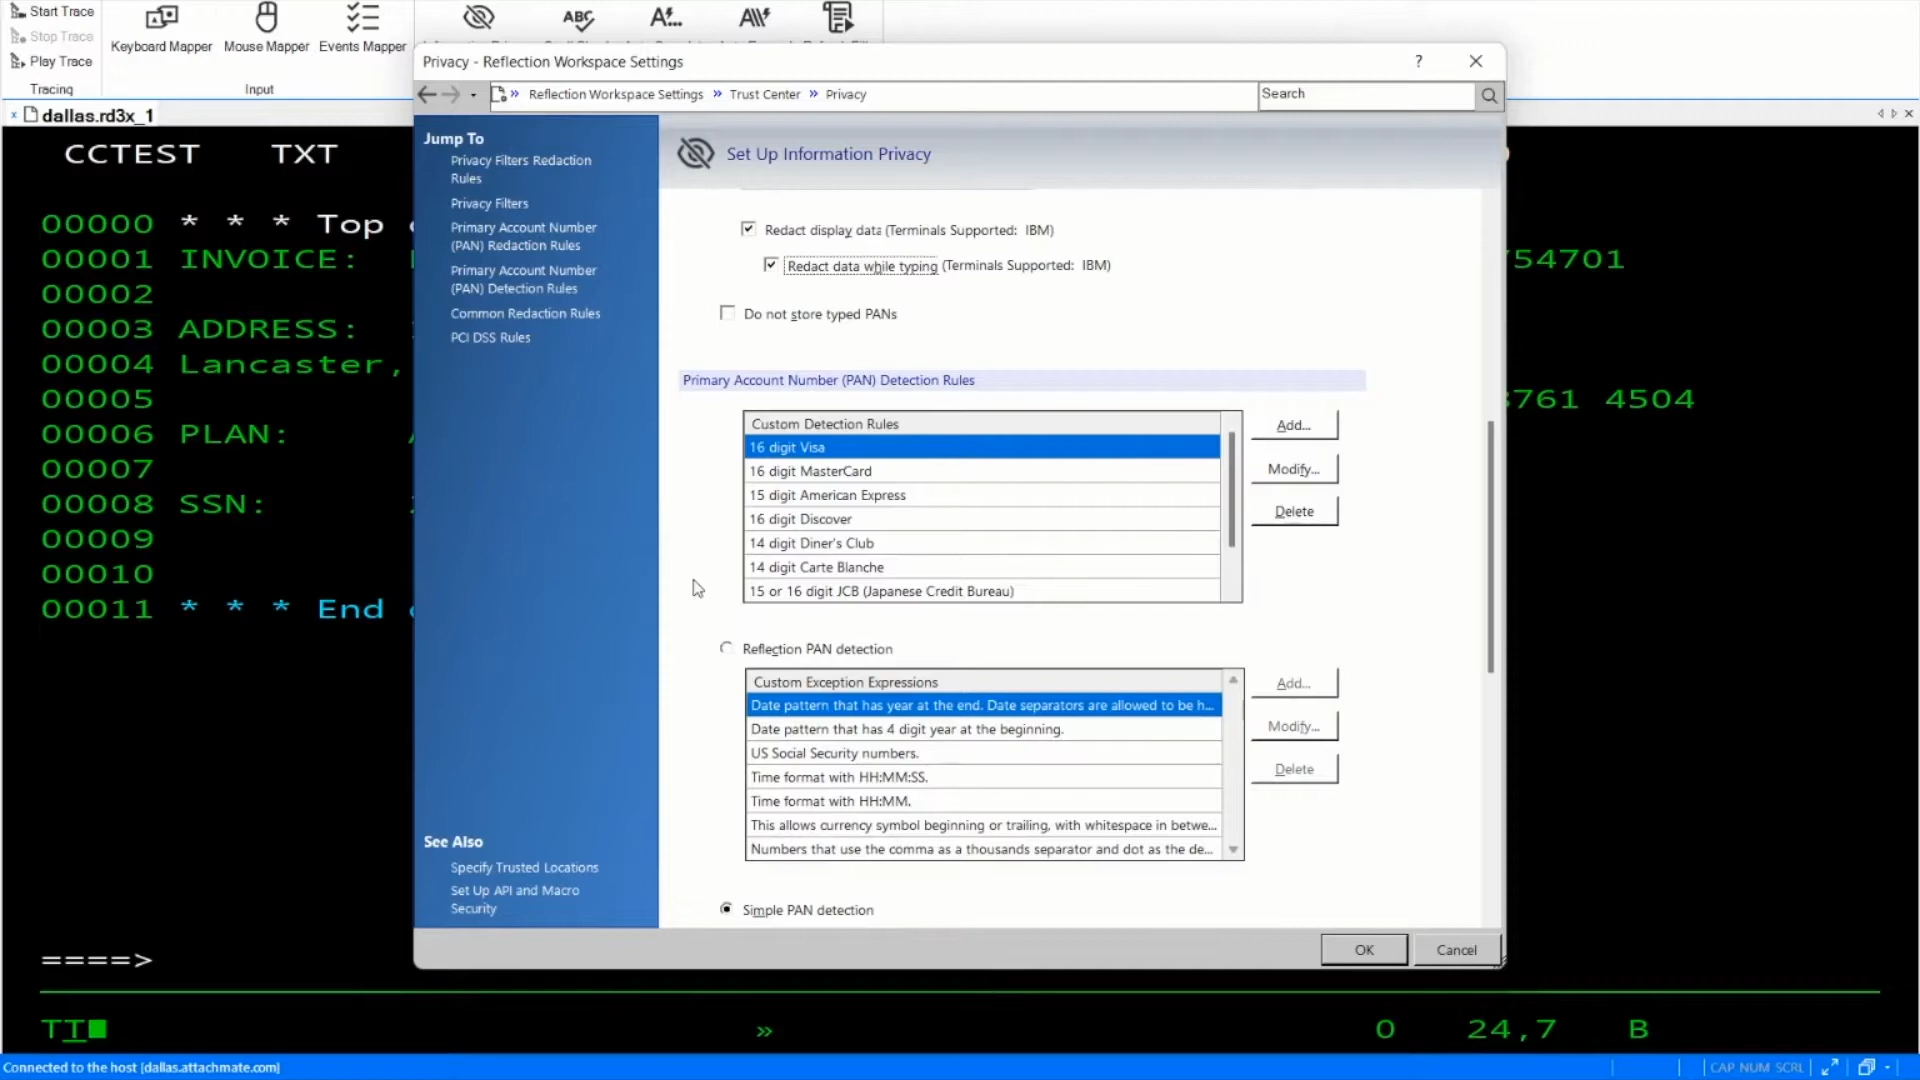 Start Trace
Stop Trace
Play Trace
Tracing
Keyboard Mapper Mouse Mapper Events Mapper
Input
ABC
A
Privacy - Reflection Workspace Settings
?
Reflection Workspace Settings » Trust Center » Privacy
Search
dallas.rd3x_1
Jump To
Privacy Filters Redaction
Rules
Privacy Filters
Primary Account Number
(PAN) Redaction Rules
Primary Account Number
(PAN) Detection Rules
Common Redaction Rules
PCI DSS Rules
See Also
Specify Trusted Locations
Set Up API and Macro
Security
Set Up Information Privacy
Redact display data (Terminals Supported: IBM)
Redact data while typing (Terminals Supported: IBM)
Do not store typed PANs
Primary Account Number (PAN) Detection Rules
Custom Detection Rules
16 digit Visa
16 digit MasterCard
15 digit American Express
16 digit Discover
14 digit Diner's Club
14 digit Carte Blanche
15 or 16 digit JCB (Japanese Credit Bureau)
Add...
Modify...
Delete
Reflection PAN detection
Custom Exception Expressions
Date pattern that has year at the end. Date separators are allowed to be h...
Date pattern that has 4 digit year at the beginning.
US Social Security numbers.
Time format with HH:MM:SS.
Time format with HH:MM.
This allows currency symbol beginning or trailing, with whitespace in betwe...
Numbers that use the comma as a thousands separator and dot as the de...
Add...
Modify...
Delete
Simple PAN detection
OK
Cancel
CCTEST TXT
00000 * * * Top
00001 INVOICE: 54701
00002
00003 ADDRESS:
00004 Lancaster,
00005 761 4504
00006 PLAN:
00007
00008 SSN:
00009
00010
00011 * * * End
====>
TI » 0 24,7 B
Connected to the host [dallas.attachmate.com]
CAP NUM SCRL